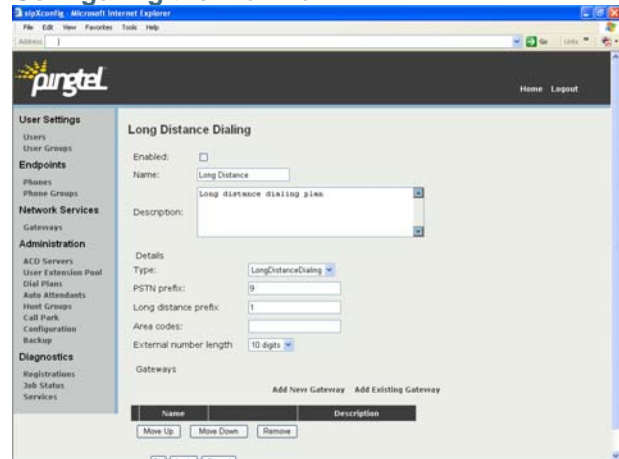 sipXconfig - Microsoft Internet Explorer
File Edit View Favorites Tools Help
Address Go Links
pingtel
Home Logout
User Settings
Users
User Groups
Endpoints
Phones
Phone Groups
Network Services
Gateways
Administration
ACD Servers
User Extension Pool
Dial Plans
Auto Attendants
Hunt Groups
Call Park
Configuration
Backup
Diagnostics
Registrations
Job Status
Services
Long Distance Dialing
Enabled:
Name: Long Distance
Description: Long distance dialing plan
Details
Type: LongDistanceDialing
PSTN prefix: 9
Long distance prefix 1
Area codes:
External number length 10 digits
Gateways
Add New Gateway Add Existing Gateway
Name Description
Move Up Move Down Remove